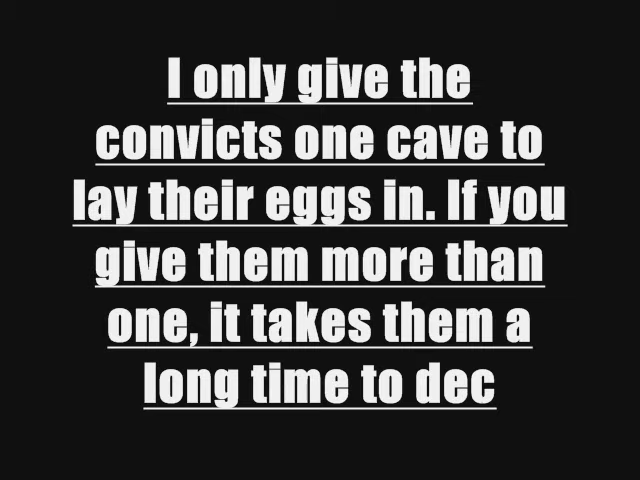 I only give the
convicts one cave to
lay their eggs in. If you
give them more than
one, it takes them a
long time to dec